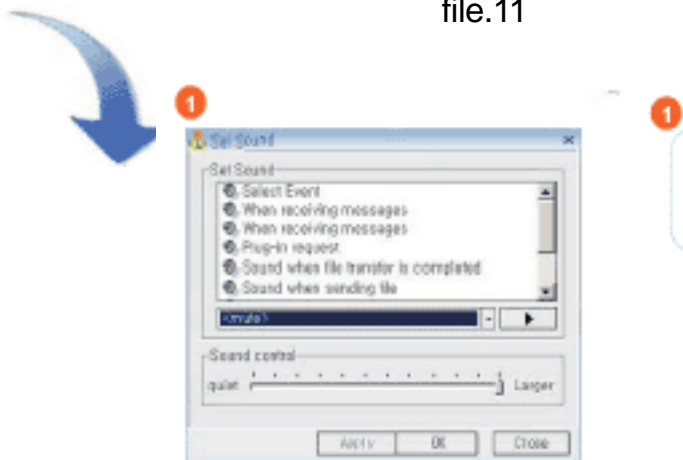 file.11
1
1
Set Sound
Set Sound
Select Event
When receiving messages
When receiving messages
Plug-in request
Sound when file transfer is completed
Sound when sending file
<mute>
Sound control
quiet Larger
Apply OK Close